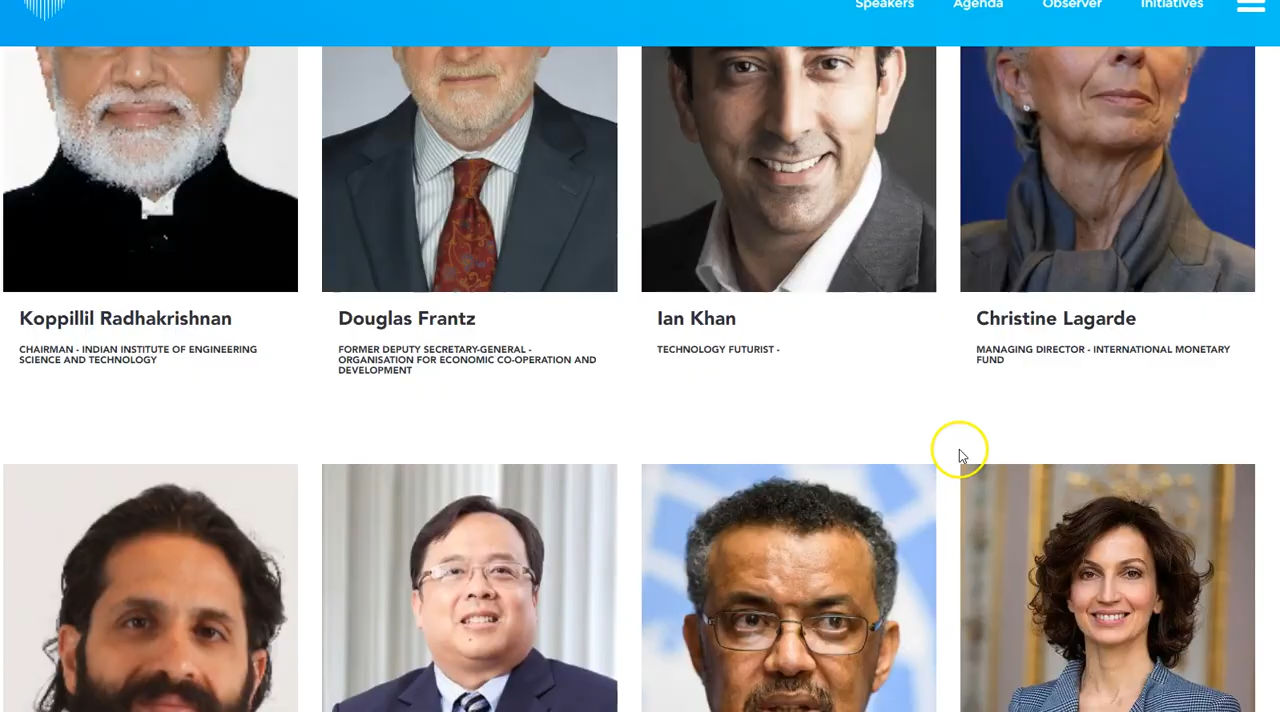 Speakers Agenda Observer Initiatives
Koppillil Radhakrishnan
CHAIRMAN - INDIAN INSTITUTE OF ENGINEERING
SCIENCE AND TECHNOLOGY
Douglas Frantz
FORMER DEPUTY SECRETARY-GENERAL -
ORGANISATION FOR ECONOMIC CO-OPERATION AND
DEVELOPMENT
Ian Khan
TECHNOLOGY FUTURIST -
Christine Lagarde
MANAGING DIRECTOR - INTERNATIONAL MONETARY
FUND